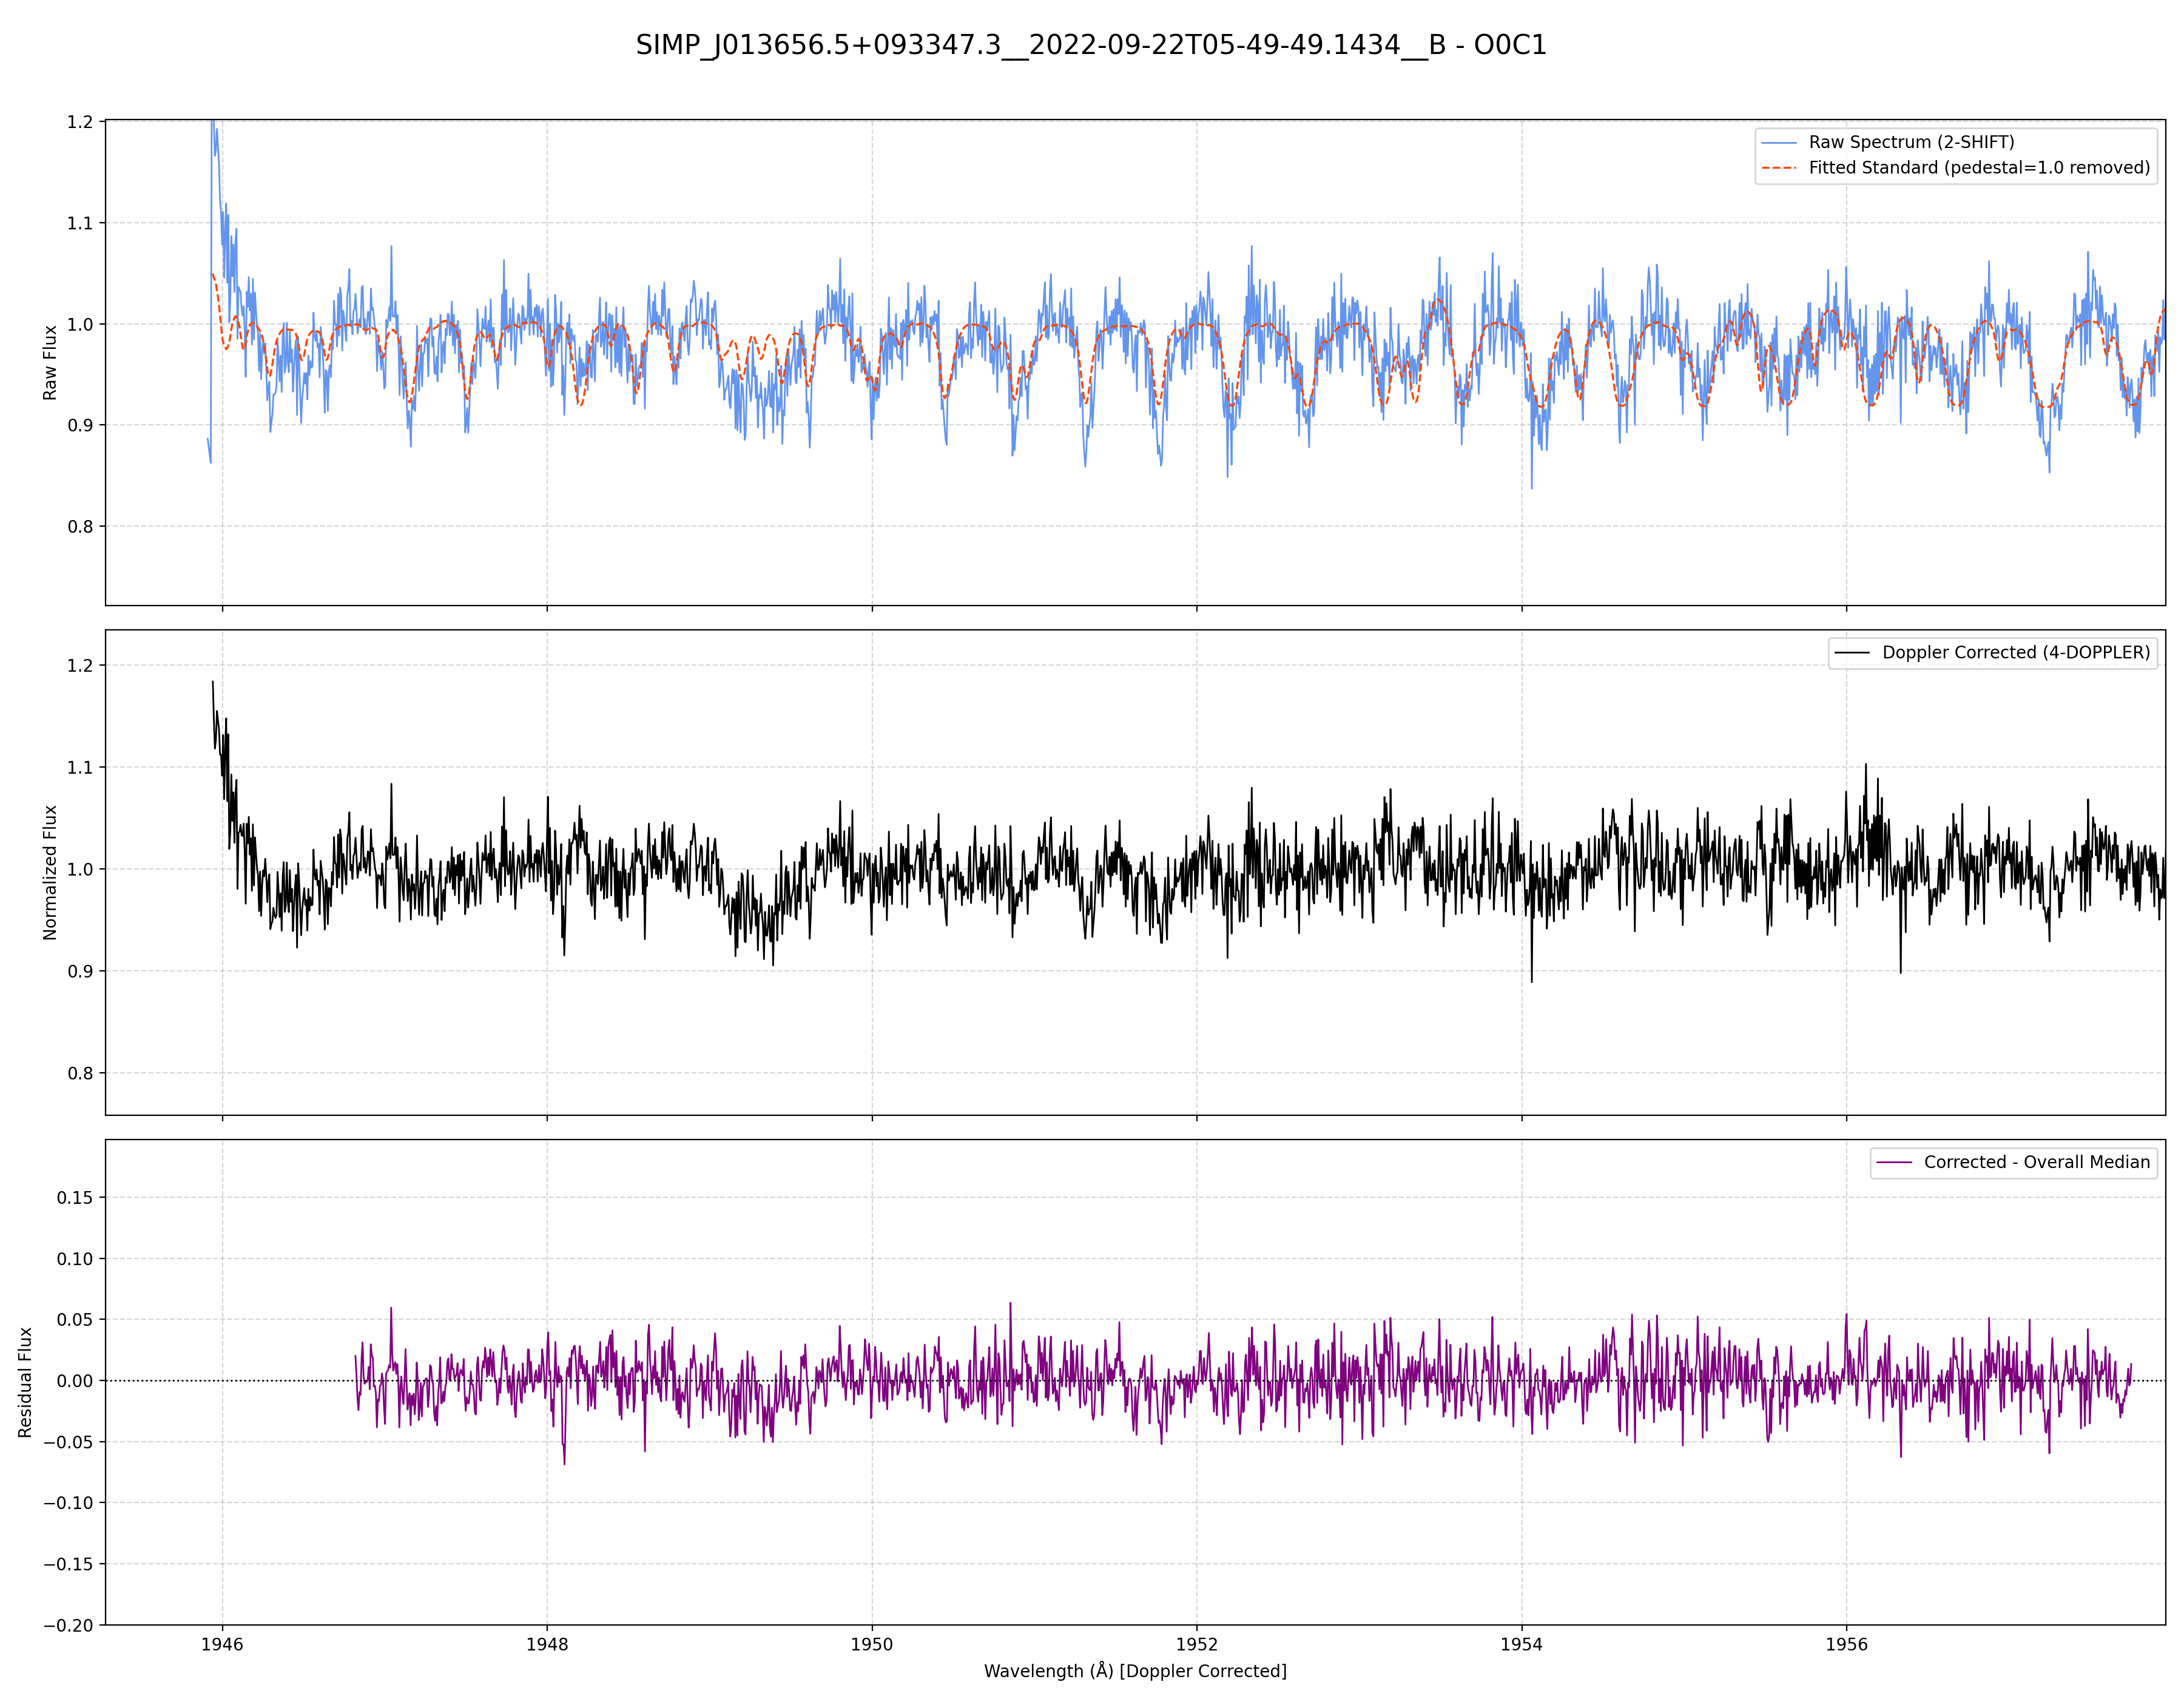 SIMP_J013656.5+093347.3__2022-09-22T05-49-49.1434__B - O0C1
1.2
1.1
1.0
0.9
0.8
Raw Flux
Raw Spectrum (2-SHIFT)
Fitted Standard (pedestal=1.0 removed)
1.2
1.1
1.0
0.9
0.8
Normalized Flux
Doppler Corrected (4-DOPPLER)
0.15
0.10
0.05
0.00
−0.05
−0.10
−0.15
−0.20
Residual Flux
Corrected - Overall Median
1946 1948 1950 1952 1954 1956
Wavelength (Å) [Doppler Corrected]